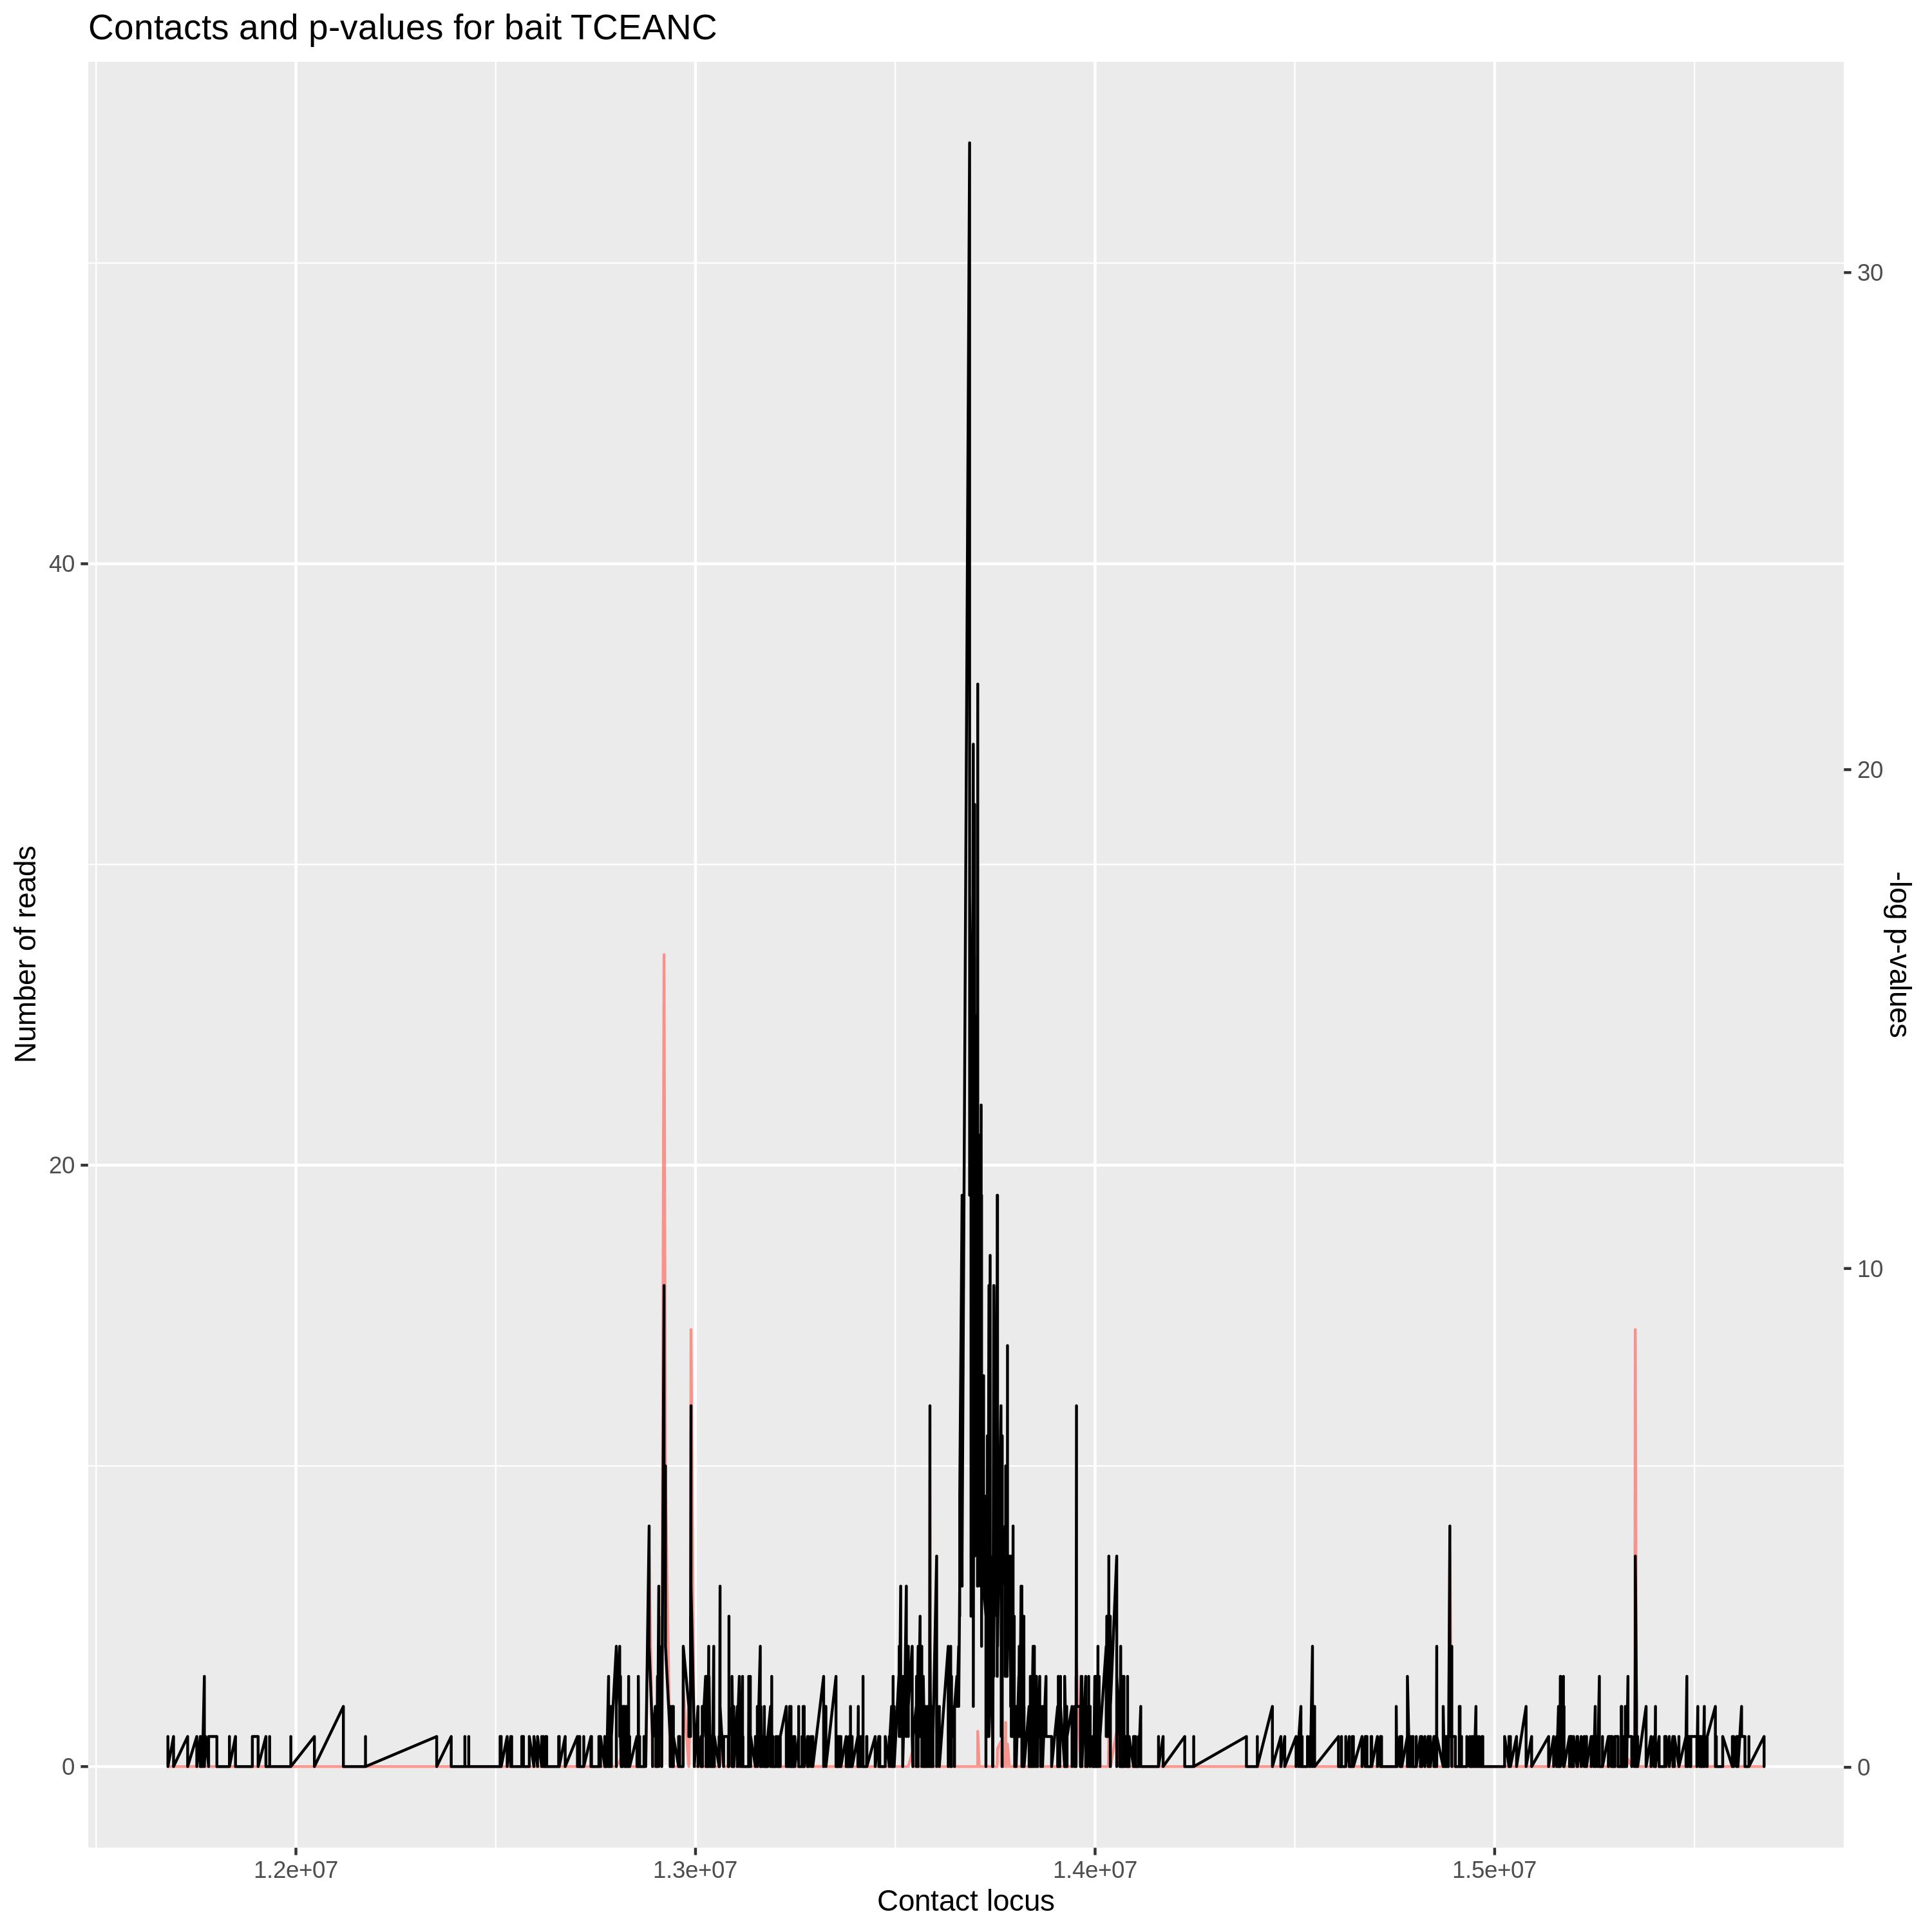 Contacts and p-values for bait TCEANC
30
40
20
Number of reads
-log p-values
20
10
0
0
1.2e+07 1.3e+07 1.4e+07 1.5e+07
Contact locus